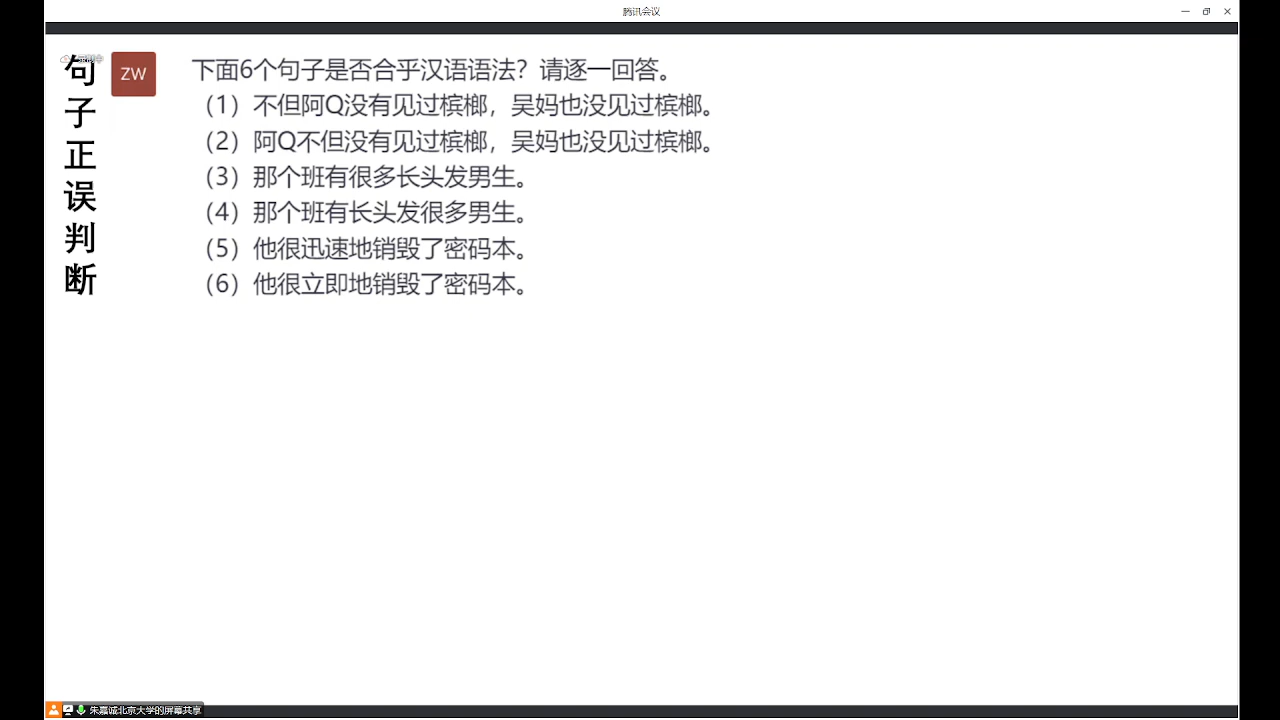 腾讯会议
句子正误判断
ZW
下面6个句子是否合乎汉语语法？请逐一回答。
（1）不但阿Q没有见过槟榔，吴妈也没见过槟榔。
（2）阿Q不但没有见过槟榔，吴妈也没见过槟榔。
（3）那个班有很多长头发男生。
（4）那个班有长头发很多男生。
（5）他很迅速地销毁了密码本。
（6）他很立即地销毁了密码本。
朱嘉诚北京大学的屏幕共享